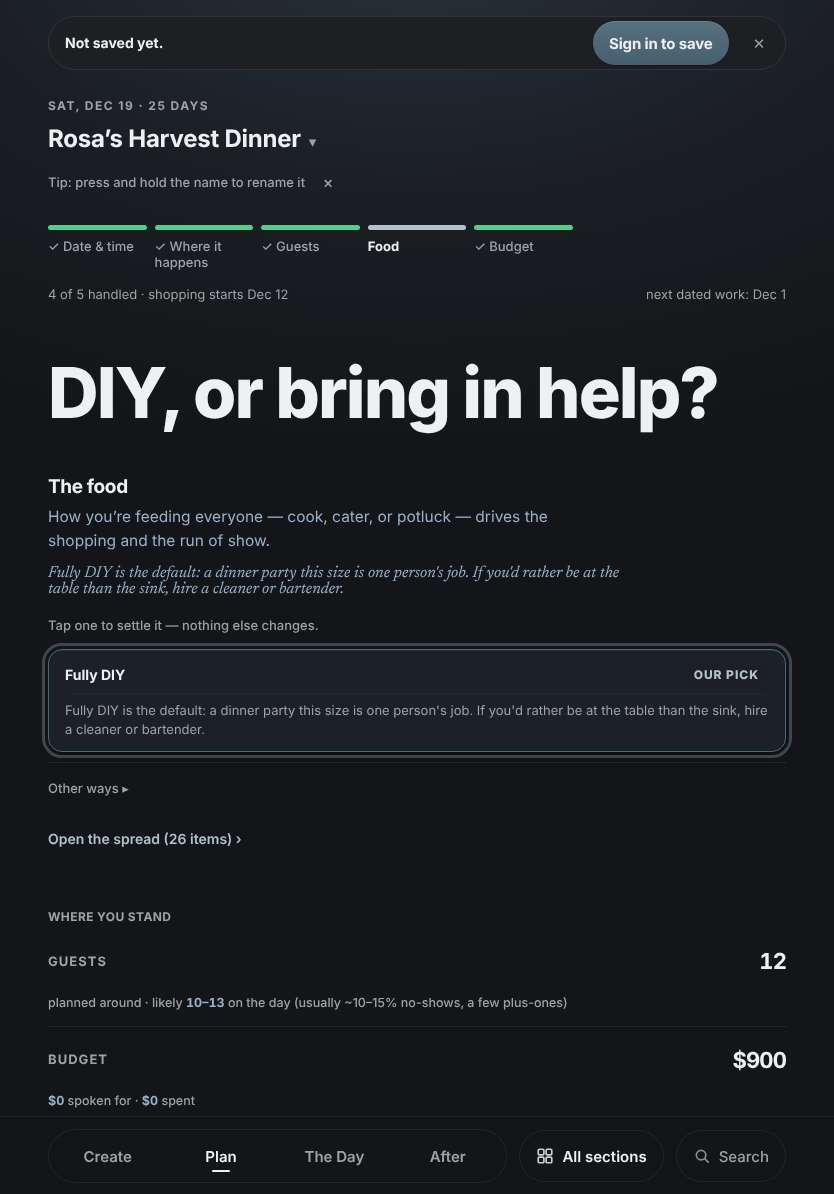 Not saved yet.
Sign in to save ×
SAT, DEC 19 · 25 DAYS
Rosa’s Harvest Dinner ▾
Tip: press and hold the name to rename it ×
✓ Date & time
✓ Where it
happens
✓ Guests
Food
✓ Budget
4 of 5 handled · shopping starts Dec 12
next dated work: Dec 1
DIY, or bring in help?
The food
How you’re feeding everyone — cook, cater, or potluck — drives the
shopping and the run of show.
Fully DIY is the default: a dinner party this size is one person's job. If you'd rather be at the
table than the sink, hire a cleaner or bartender.
Tap one to settle it — nothing else changes.
Fully DIY
OUR PICK
Fully DIY is the default: a dinner party this size is one person's job. If you'd rather be at the table than the sink, hire
a cleaner or bartender.
Other ways ▸
Open the spread (26 items) ›
WHERE YOU STAND
GUESTS
12
planned around · likely 10–13 on the day (usually ~10–15% no-shows, a few plus-ones)
BUDGET
$900
$0 spoken for · $0 spent
Create
Plan
The Day
After
All sections
Search